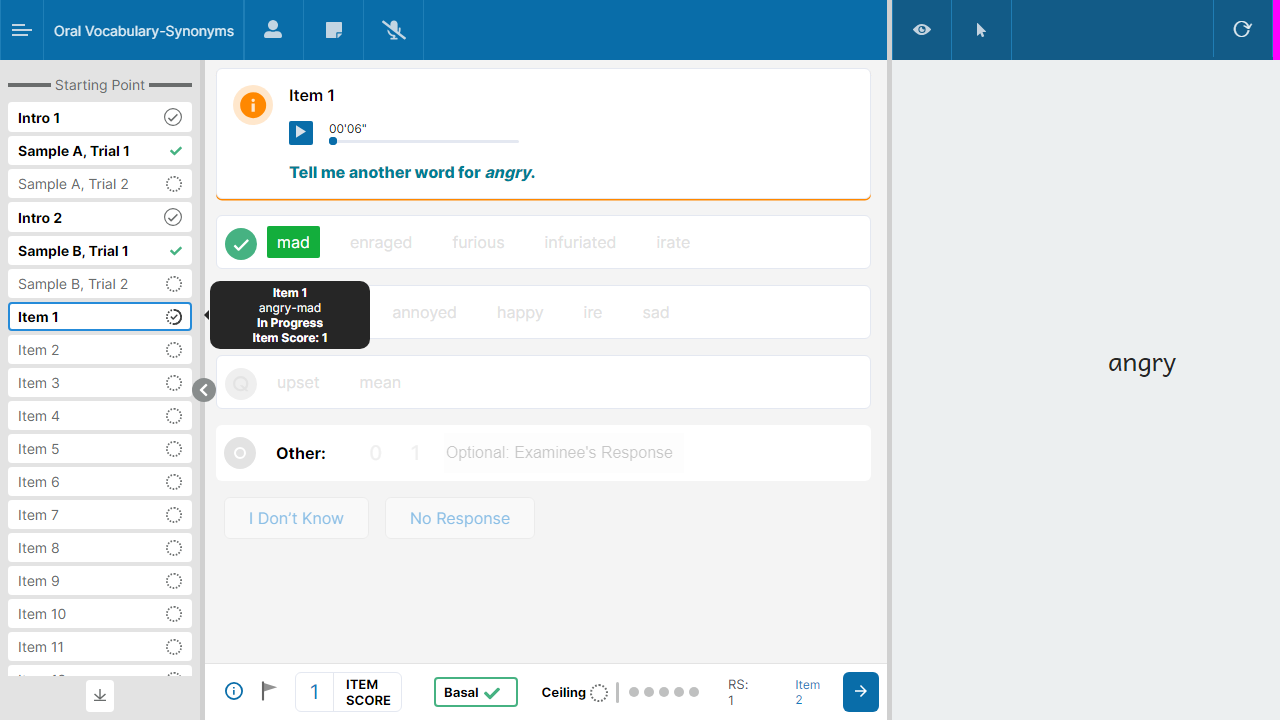 Oral Vocabulary-Synonyms
Starting Point
Intro 1
Sample A, Trial 1
Sample A, Trial 2
Intro 2
Sample B, Trial 1
Sample B, Trial 2
Item 1
Item 2
Item 3
Item 4
Item 5
Item 6
Item 7
Item 8
Item 9
Item 10
Item 11
Item 1
00'06"
Tell me another word for angry.
mad enraged furious infuriated irate
Item 1
angry-mad
In Progress
Item Score: 1
annoyed happy ire sad
Q upset mean
Other: 0 1 Optional: Examinee's Response
I Don't Know No Response
1 ITEM SCORE
Basal
Ceiling
RS:
1
Item
2
angry